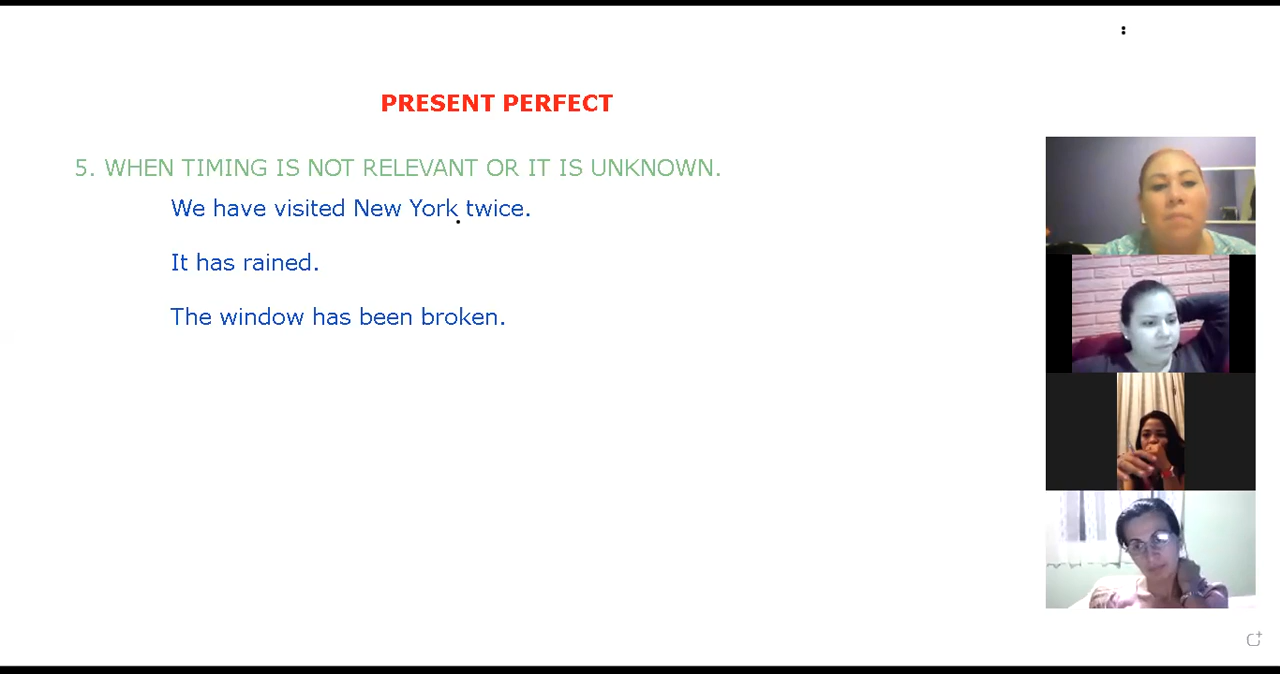 PRESENT PERFECT
5. WHEN TIMING IS NOT RELEVANT OR IT IS UNKNOWN.
We have visited New York twice.
It has rained.
The window has been broken.